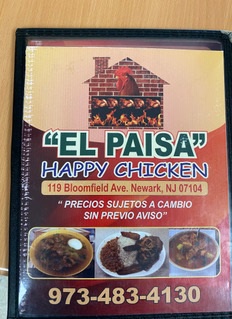 "EL PAISA"
HAPPY CHICKEN
119 Bloomfield Ave. Newark, NJ 07104
" PRECIOS SUJETOS A CAMBIO
SIN PREVIO AVISO"
973-483-4130